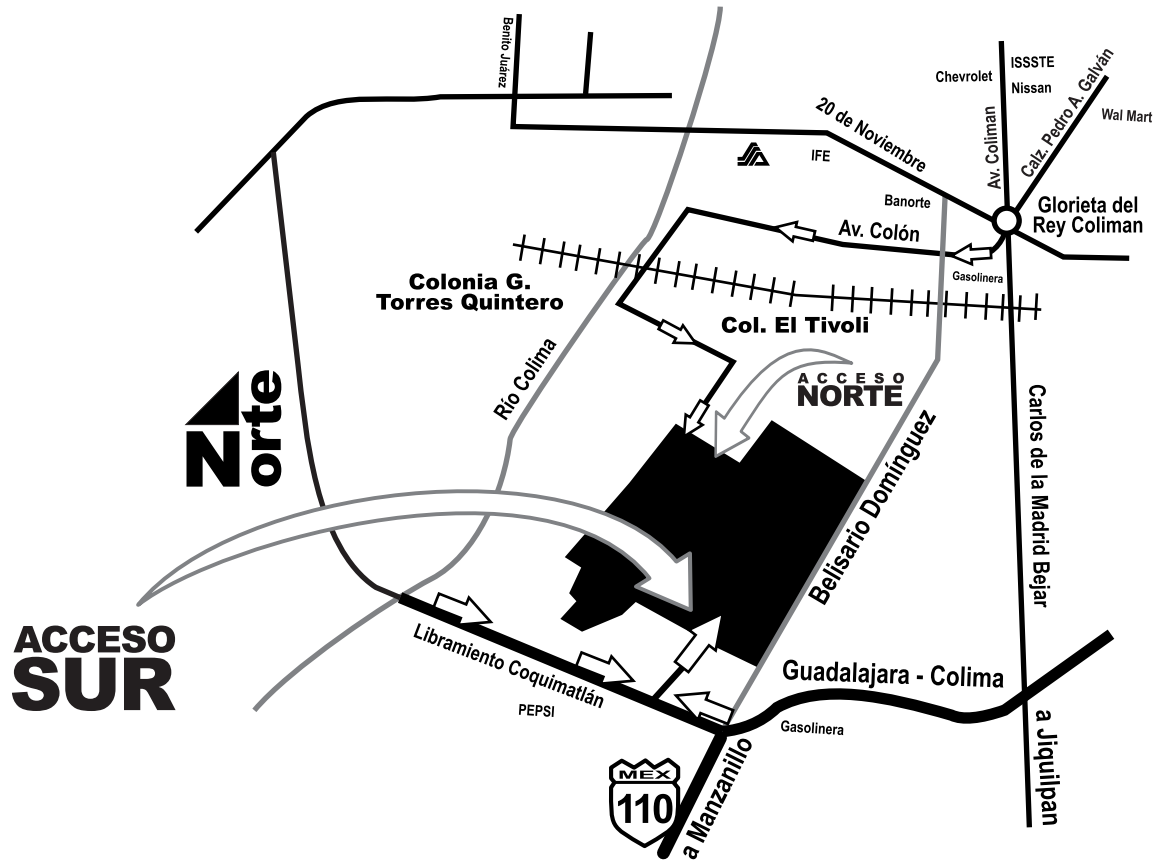 Benito Juárez
20 de Noviembre
IFE
Banorte
Chevrolet
ISSSTE
Nissan
Av. Coliman
Calz. Pedro A. Galván
Wal Mart
Glorieta del
Rey Coliman
Av. Colón
Gasolinera
Colonia G.
Torres Quintero
Col. El Tivoli
Río Colima
ACCESO
NORTE
Norte
Belisario Domínguez
Carlos de la Madrid Bejar
ACCESO
SUR
Libramiento Coquimatlán
PEPSI
Guadalajara - Colima
Gasolinera
a Jiquilpan
MEX
110
a Manzanillo